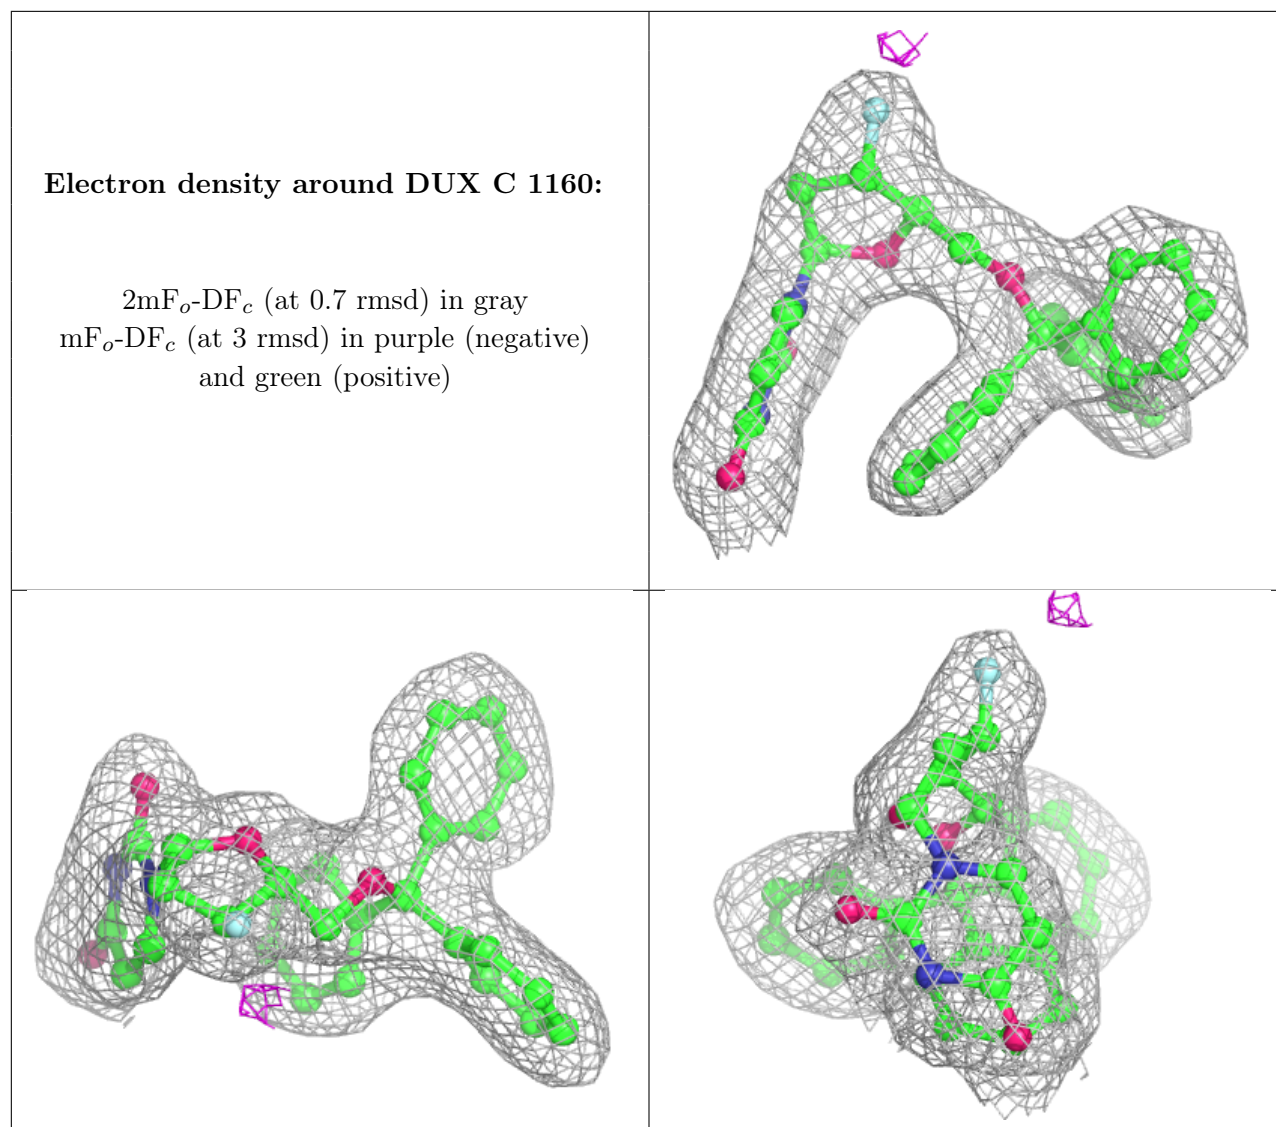 Electron density around DUX C 1160:
2mFₒ-DF𝒸 (at 0.7 rmsd) in gray
mFₒ-DF𝒸 (at 3 rmsd) in purple (negative)
and green (positive)